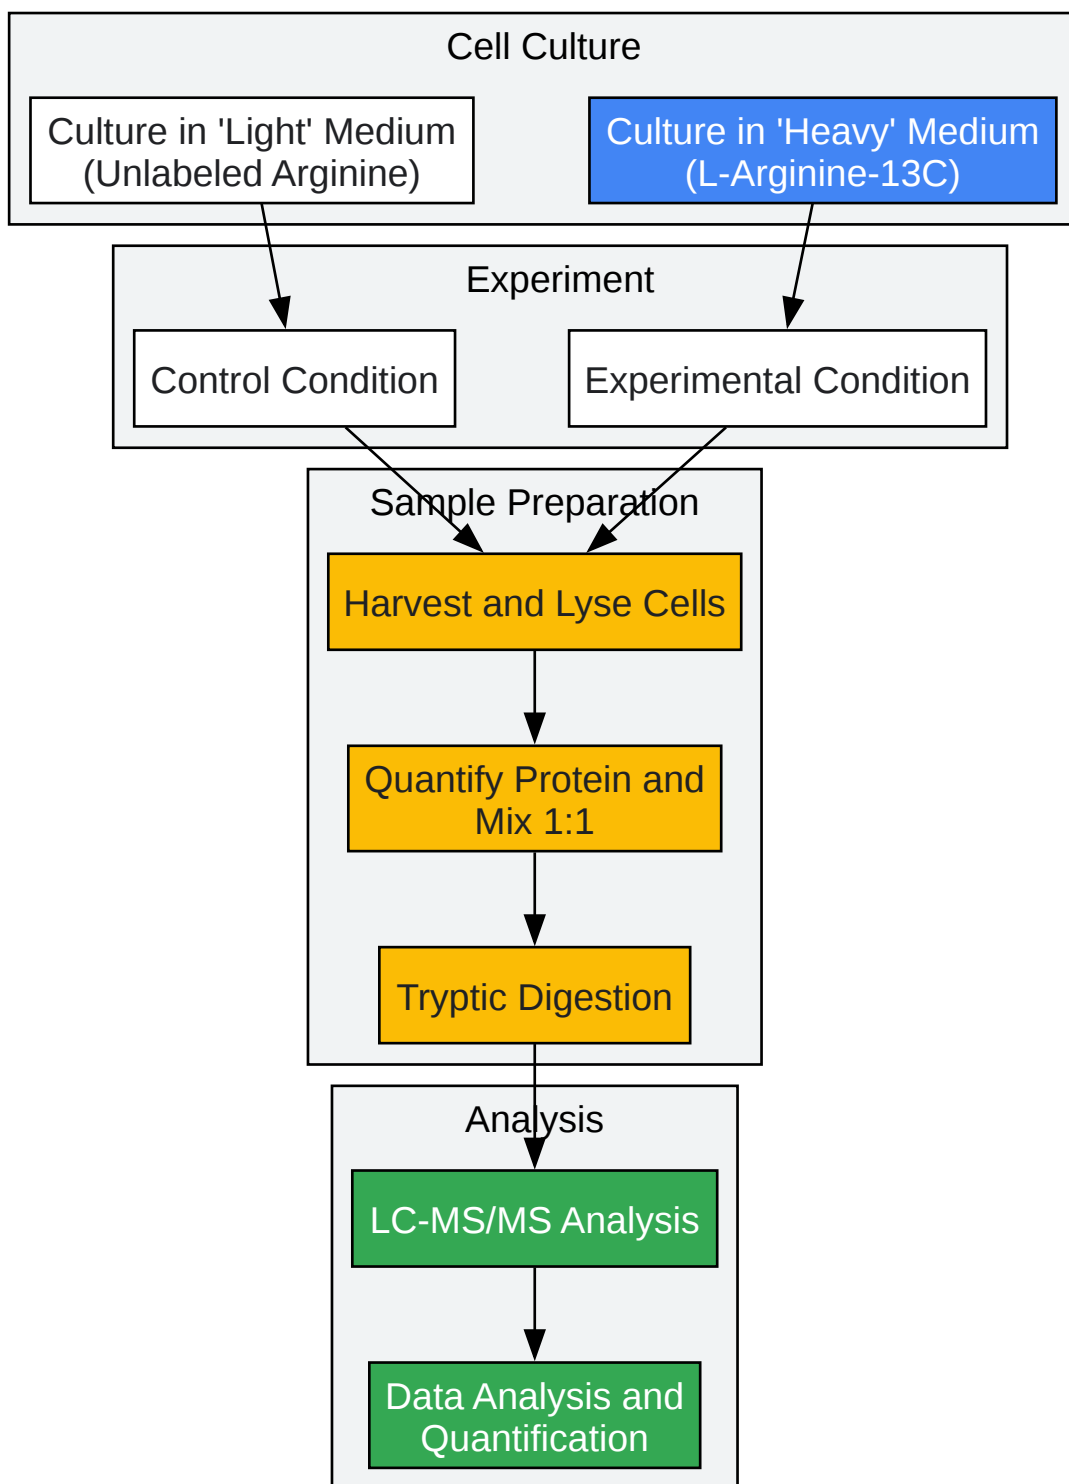 Cell Culture
Culture in 'Light' Medium
(Unlabeled Arginine)
Culture in 'Heavy' Medium
(L-Arginine-13C)
Experiment
Control Condition
Experimental Condition
Sample Preparation
Harvest and Lyse Cells
Quantify Protein and
Mix 1:1
Tryptic Digestion
Analysis
LC-MS/MS Analysis
Data Analysis and
Quantification